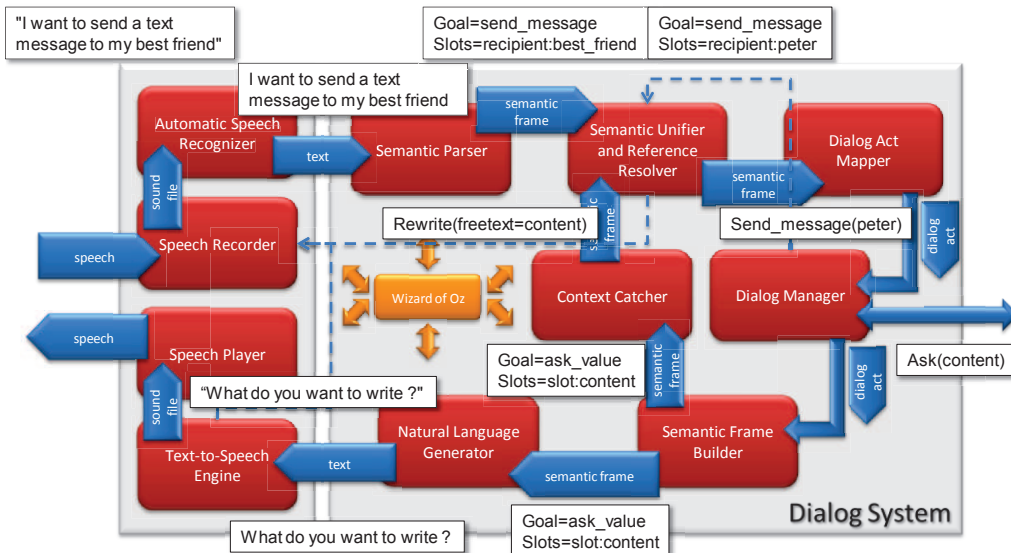 "I want to send a text
message to my best friend"
Goal=send_message
Slots=recipient:best_friend
Goal=send_message
Slots=recipient:peter
I want to send a text
message to my best friend
Automatic Speech
Recognizer
text
Semantic Parser
semantic
frame
Semantic Unifier
and Reference
Resolver
semantic
frame
Dialog Act
Mapper
sound
file
speech
Speech Recorder
Rewrite(freetext=content)
semantic
frame
Send_message(peter)
dialog
act
Wizard of Oz
Context Catcher
Dialog Manager
speech
Speech Player
Goal=ask_value
Slots=slot:content
semantic
frame
dialog
act
Ask(content)
sound
file
“What do you want to write ?"
Text-to-Speech
Engine
text
Natural Language
Generator
semantic frame
Semantic Frame
Builder
What do you want to write ?
Goal=ask_value
Slots=slot:content
Dialog System